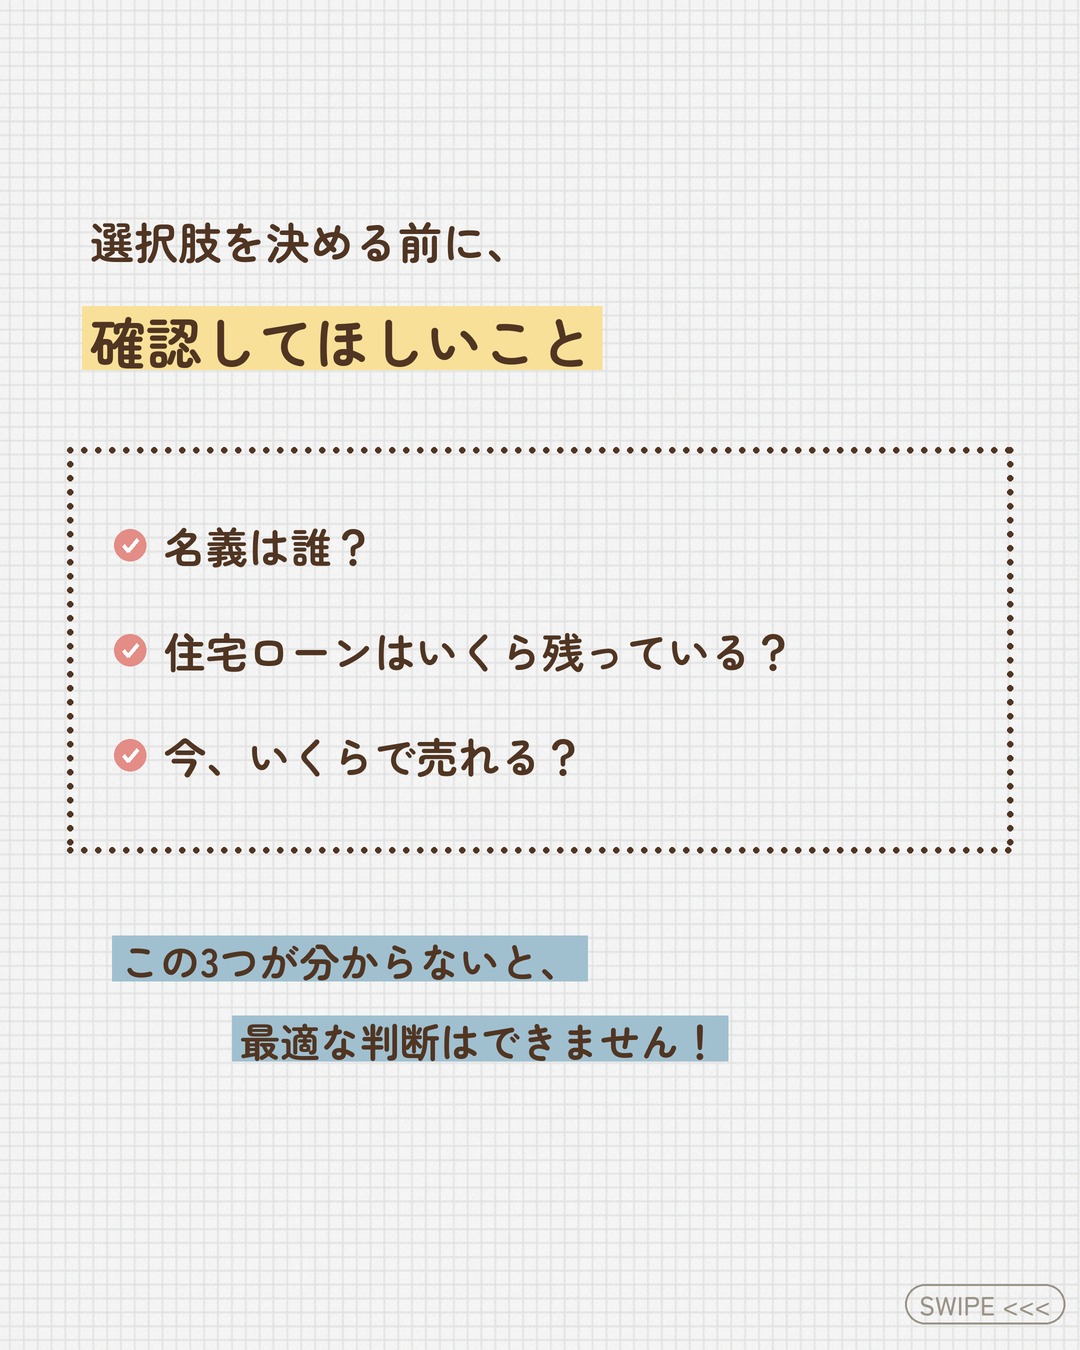 選択肢を決める前に、
確認してほしいこと
名義は誰？
住宅ローンはいくら残っている？
今、いくらで売れる？
この3つが分からないと、
最適な判断はできません！
SWIPE <<<